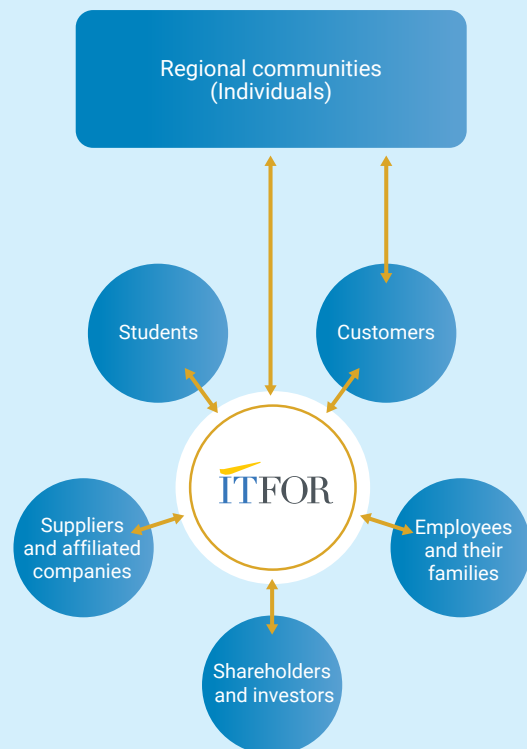 Regional communities
(Individuals)
Students
Customers
ITFOR
Suppliers
and affiliated
companies
Employees
and their
families
Shareholders
and investors